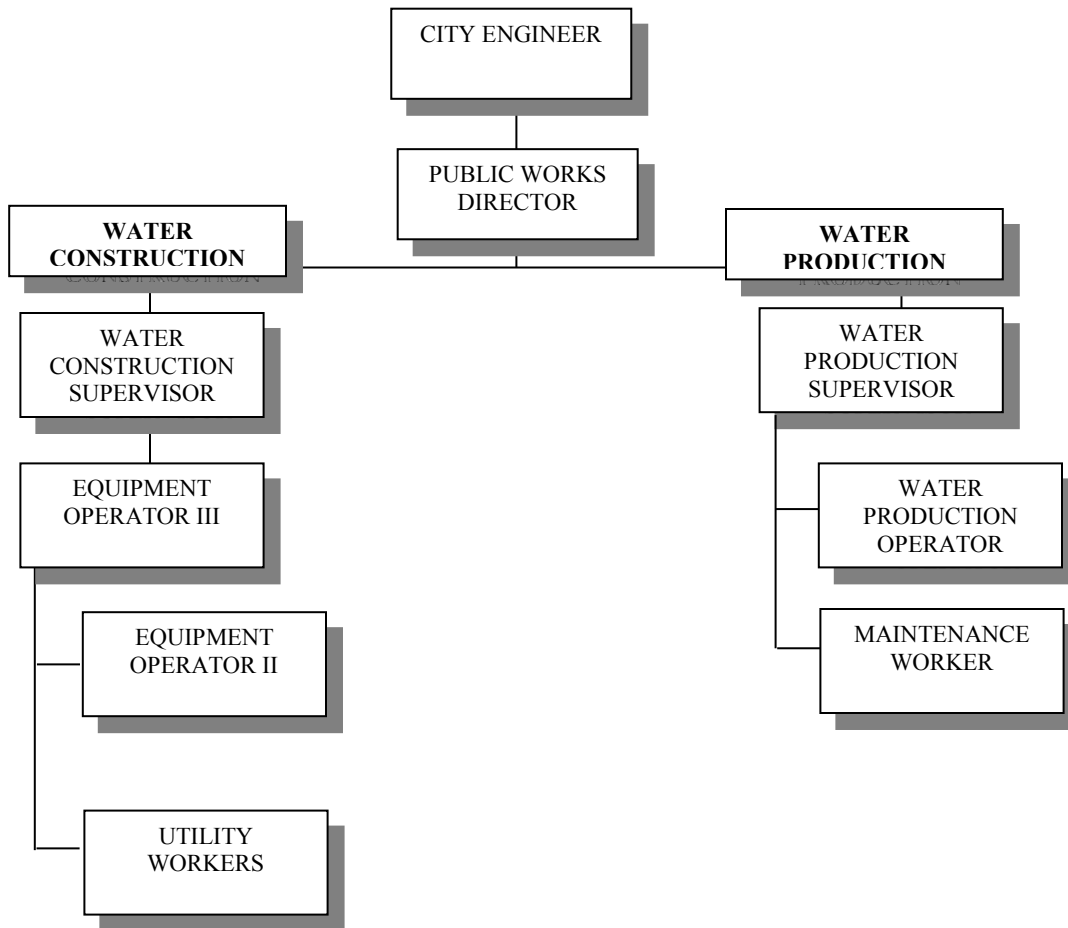 CITY ENGINEER
PUBLIC WORKS
DIRECTOR
WATER
CONSTRUCTION
WATER
PRODUCTION
WATER
CONSTRUCTION
SUPERVISOR
WATER
PRODUCTION
SUPERVISOR
EQUIPMENT
OPERATOR III
WATER
PRODUCTION
OPERATOR
EQUIPMENT
OPERATOR II
MAINTENANCE
WORKER
UTILITY
WORKERS